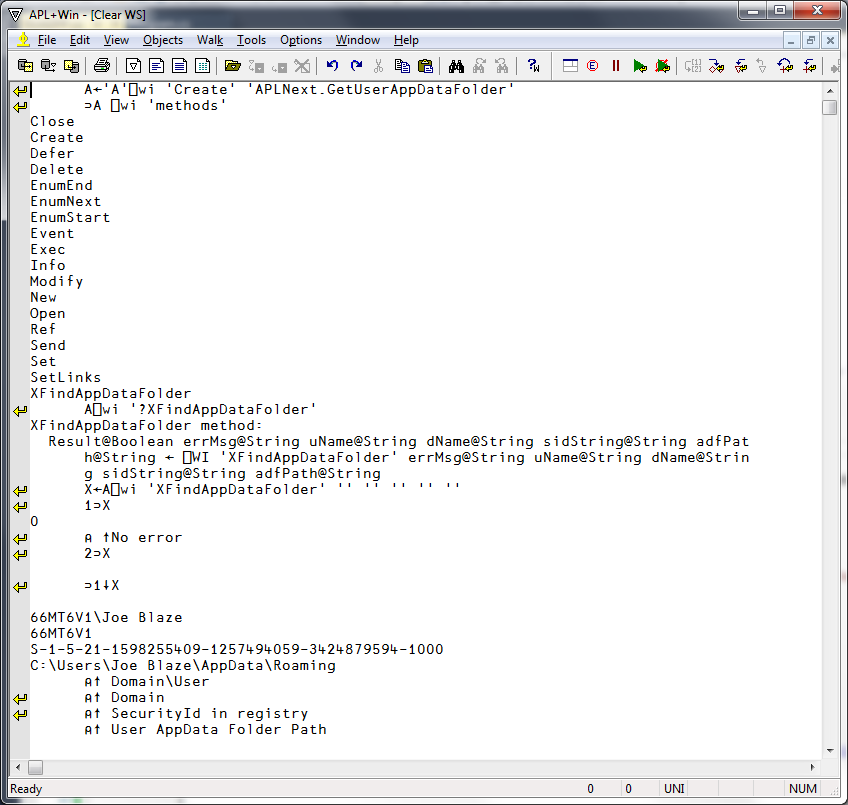 APL+Win - [Clear WS]
File Edit View Objects Walk Tools Options Window Help
A←'A'⎕wi 'Create' 'APLNext.GetUserAppDataFolder'
⊃A ⎕wi 'methods'
Close
Create
Defer
Delete
EnumEnd
EnumNext
EnumStart
Event
Exec
Info
Modify
New
Open
Ref
Send
Set
SetLinks
XFindAppDataFolder
A⎕wi '?XFindAppDataFolder'
XFindAppDataFolder method:
Result@Boolean errMsg@String uName@String dName@String sidString@String adfPat
h@String ← ⎕WI 'XFindAppDataFolder' errMsg@String uName@String dName@Strin
g sidString@String adfPath@String
X←A⎕wi 'XFindAppDataFolder' '' '' '' '' ''
1⊃X
0
⍝ ↑No error
2⊃X
⊃1↓X
66MT6V1\Joe Blaze
66MT6V1
S-1-5-21-1598255409-1257494059-3424879594-1000
C:\Users\Joe Blaze\AppData\Roaming
⍝↑ Domain\User
⍝↑ Domain
⍝↑ SecurityId in registry
⍝↑ User AppData Folder Path
Ready 0 0 UNI NUM